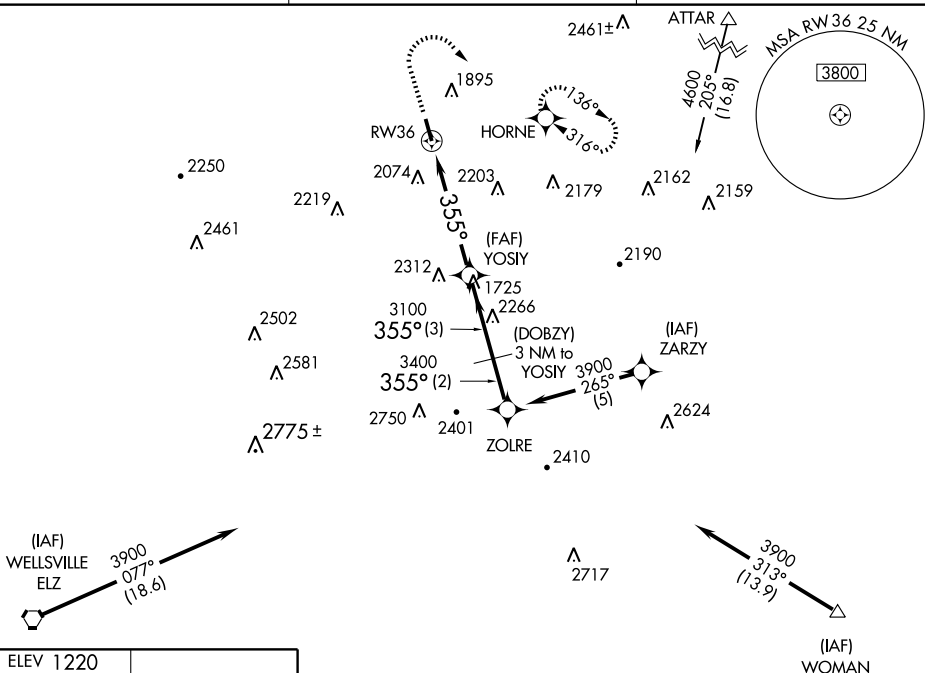 2461±
ATTAR
MSA RW 36 25 NM
3800
4600
205°
(16.8)
1895
RW36
HORNE
136°
316°
2250
2074
2203
2179
2162
2159
2219
355°
2461
(FAF)
YOSIY
2190
2312
1725
2266
3100
355° (3)
2502
(DOBZY)
3 NM to
YOSIY
(IAF)
ZARZY
2581
3400
355° (2)
3900
265°
(5)
2750
2401
2624
2775 ±
ZOLRE
2410
(IAF)
WELLSVILLE
ELZ
3900
077°
(18.6)
3900
313°
(13.9)
2717
(IAF)
WOMAN
ELEV 1220